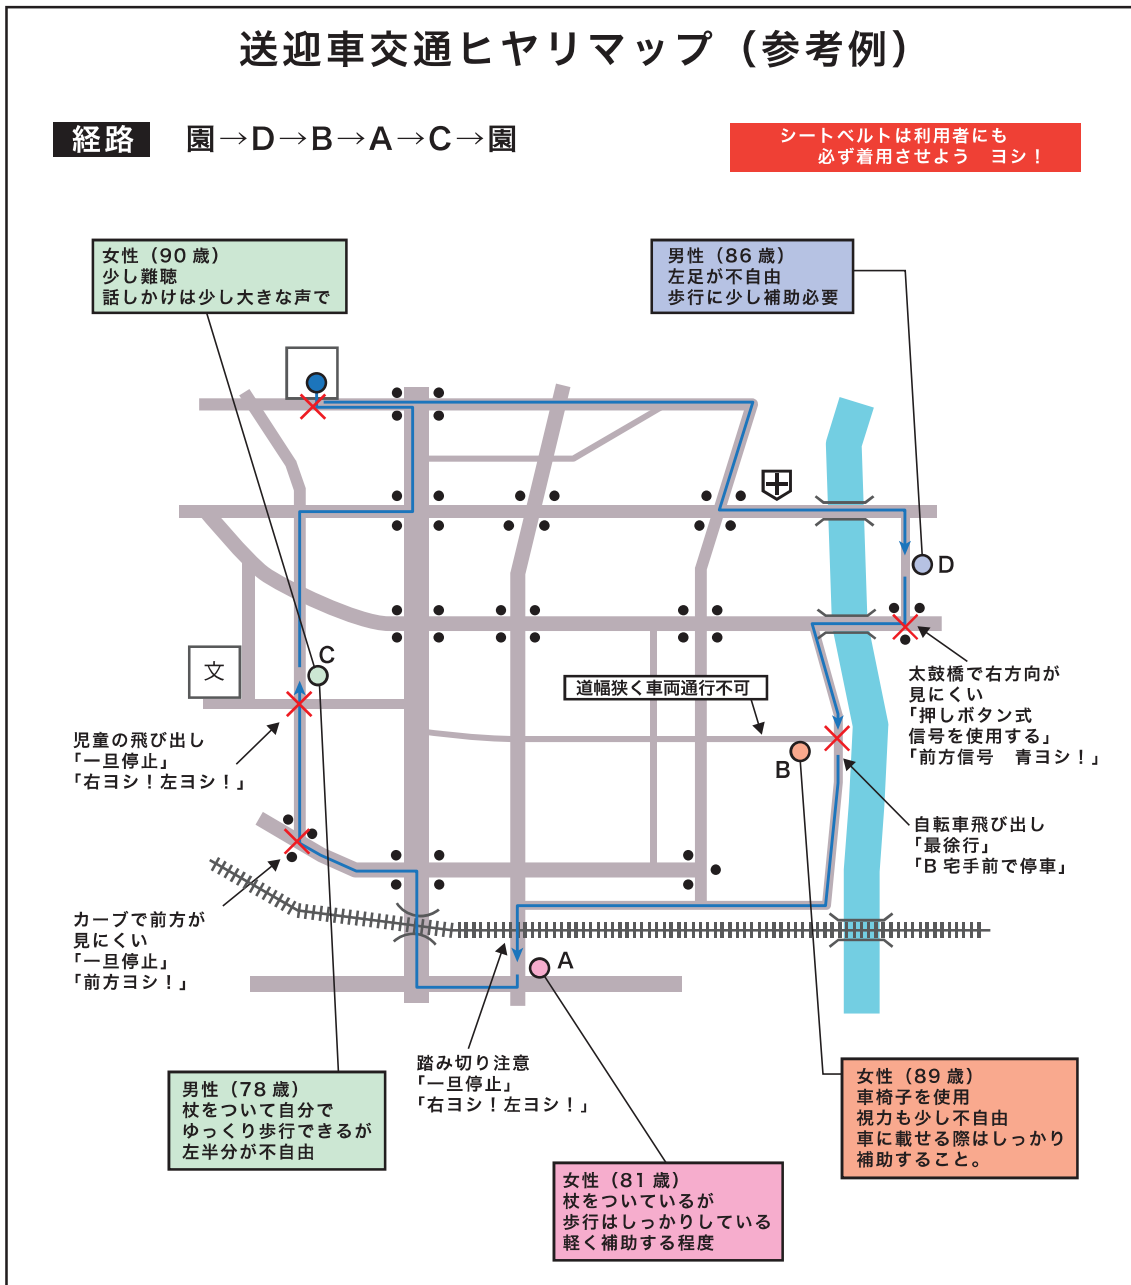 送迎車交通ヒヤリマップ（参考例）
経路　園→D→B→A→C→園
シートベルトは利用者にも
必ず着用させよう　ヨシ！
女性（90 歳）
少し難聴
話しかけは少し大きな声で
男性（86 歳）
左足が不自由
歩行に少し補助必要
D
C
文
道幅狭く車両通行不可
太鼓橋で右方向が
見にくい
「押しボタン式
信号を使用する」
「前方信号　青ヨシ！」
児童の飛び出し
「一旦停止」
「右ヨシ！左ヨシ！」
B
自転車飛び出し
「最徐行」
「B 宅手前で停車」
カーブで前方が
見にくい
「一旦停止」
「前方ヨシ！」
A
踏み切り注意
「一旦停止」
「右ヨシ！左ヨシ！」
男性（78 歳）
杖をついて自分で
ゆっくり歩行できるが
左半分が不自由
女性（89 歳）
車椅子を使用
視力も少し不自由
車に載せる際はしっかり
補助すること。
女性（81 歳）
杖をついているが
歩行はしっかりしている
軽く補助する程度